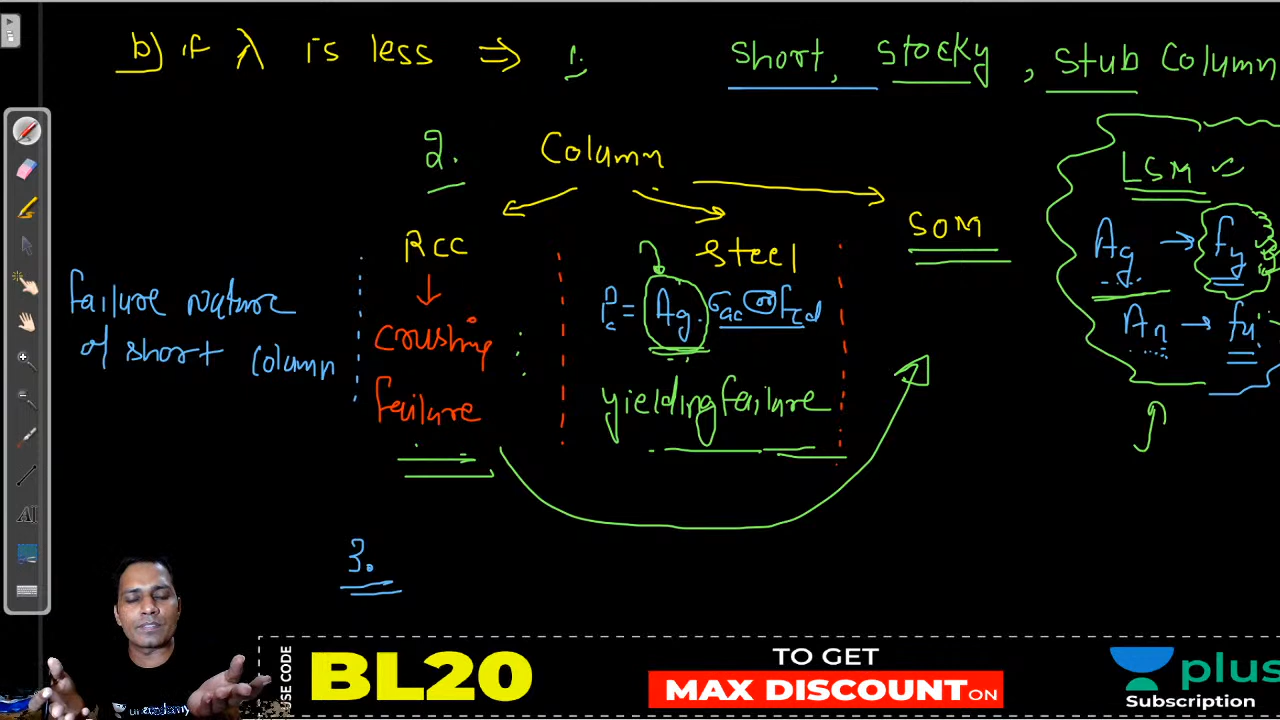 b) if λ is less ⇒ 1. Short, Stocky, Stub Column
2. Column
LSM
RCC
Steel
SOM
Ag → fy
An → fu
failure nature
of short column
crushing
failure
Pc = Ag. σac or fcd
yielding failure
3.
USE CODE
BL20
TO GET
MAX DISCOUNT ON
plus
Subscription